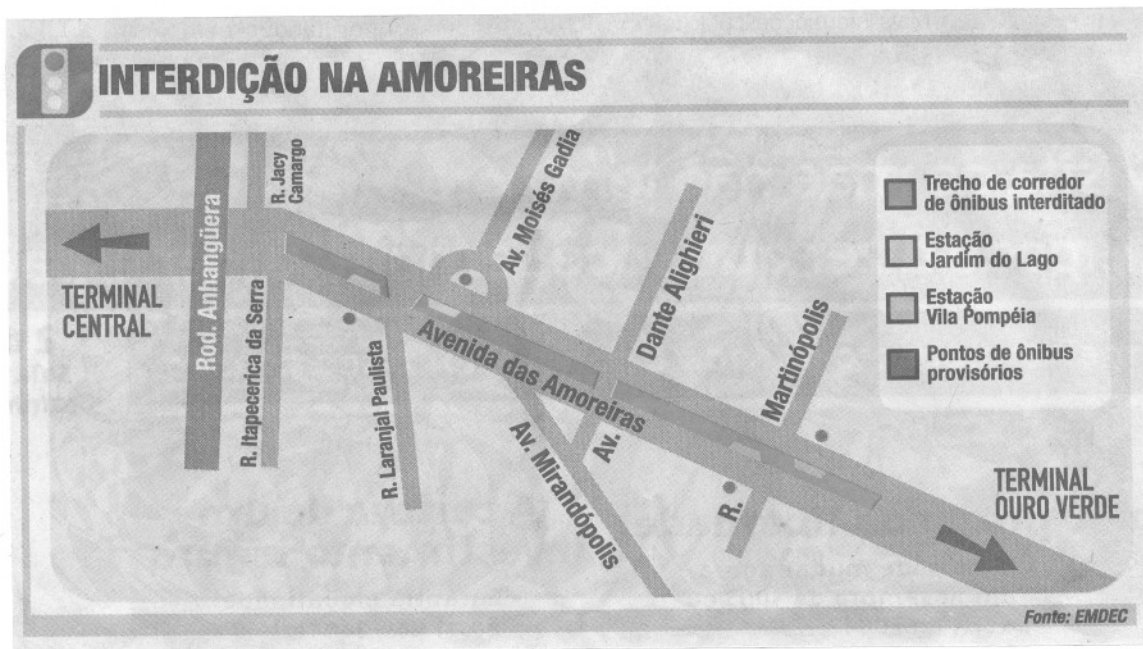 INTERDIÇÃO NA AMOREIRAS
R. Jacy
Camargo
Av. Moisés Gadia
Trecho de corredor
de ônibus interditado
Estação
Jardim do Lago
Estação
Vila Pompéia
Pontos de ônibus
provisórios
TERMINAL
CENTRAL
Rod. Anhangüera
R. Itapecerica da Serra
R. Laranjal Paulista
Avenida das Amoreiras
Av. Dante Alighieri
Av. Mirandópolis
R. Martinópolis
TERMINAL
OURO VERDE
Fonte: EMDEC